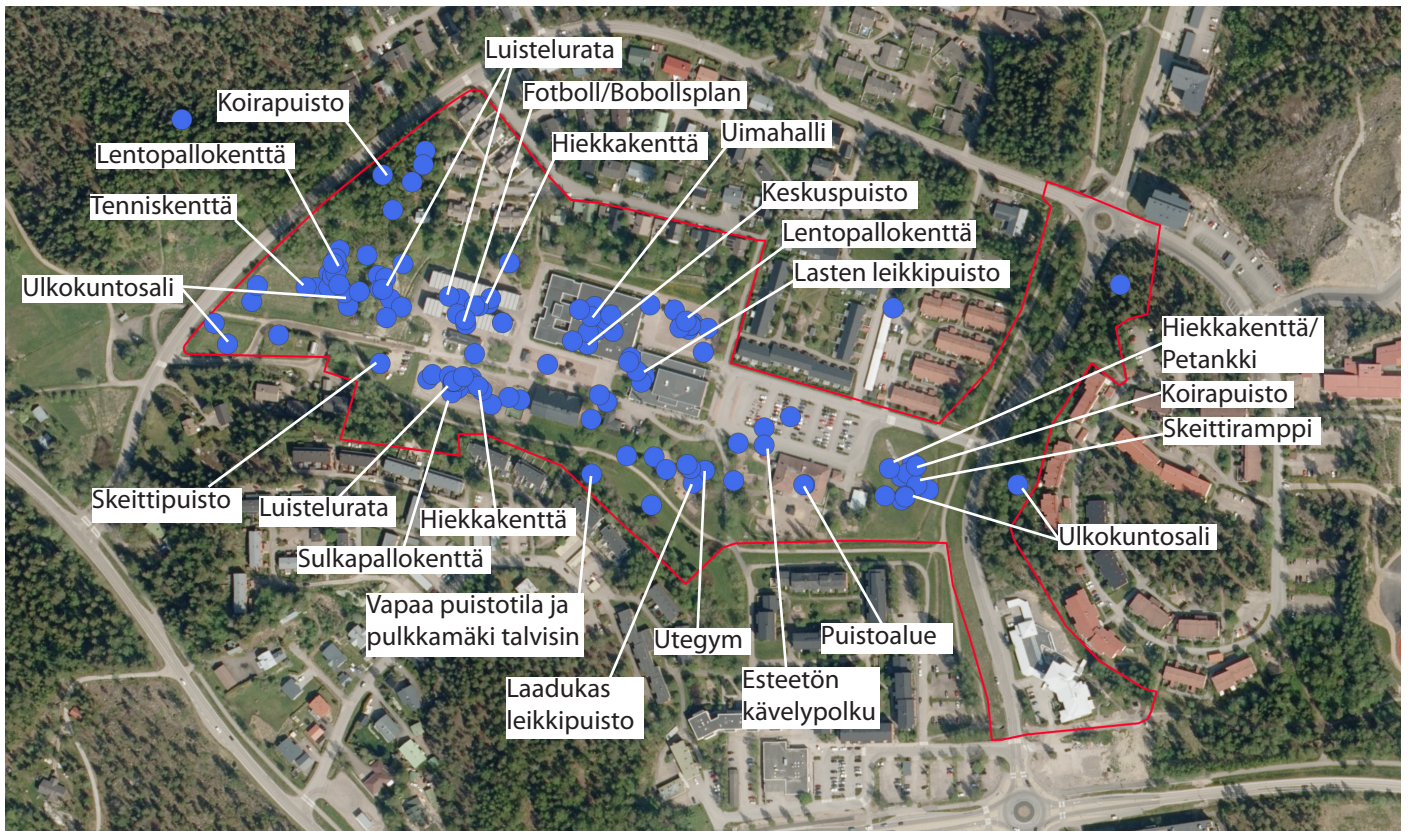 Luistelurata
Fotboll/Bobollsplan
Koirapuisto
Uimahalli
Hiekkakenttä
Lentopallokenttä
Keskuspuisto
Tenniskenttä
Lentopallokenttä
Lasten leikkipuisto
Ulkokuntosali
Hiekkakenttä/
Petankki
Koirapuisto
Skeittiramppi
Skeittipuisto
Luistelurata
Hiekkakenttä
Ulkokuntosali
Sulkapallokenttä
Vapaa puistotila ja
pulkkamäki talvisin
Utegym
Puistoalue
Laadukas
leikkipuisto
Esteetön
kävelypolku